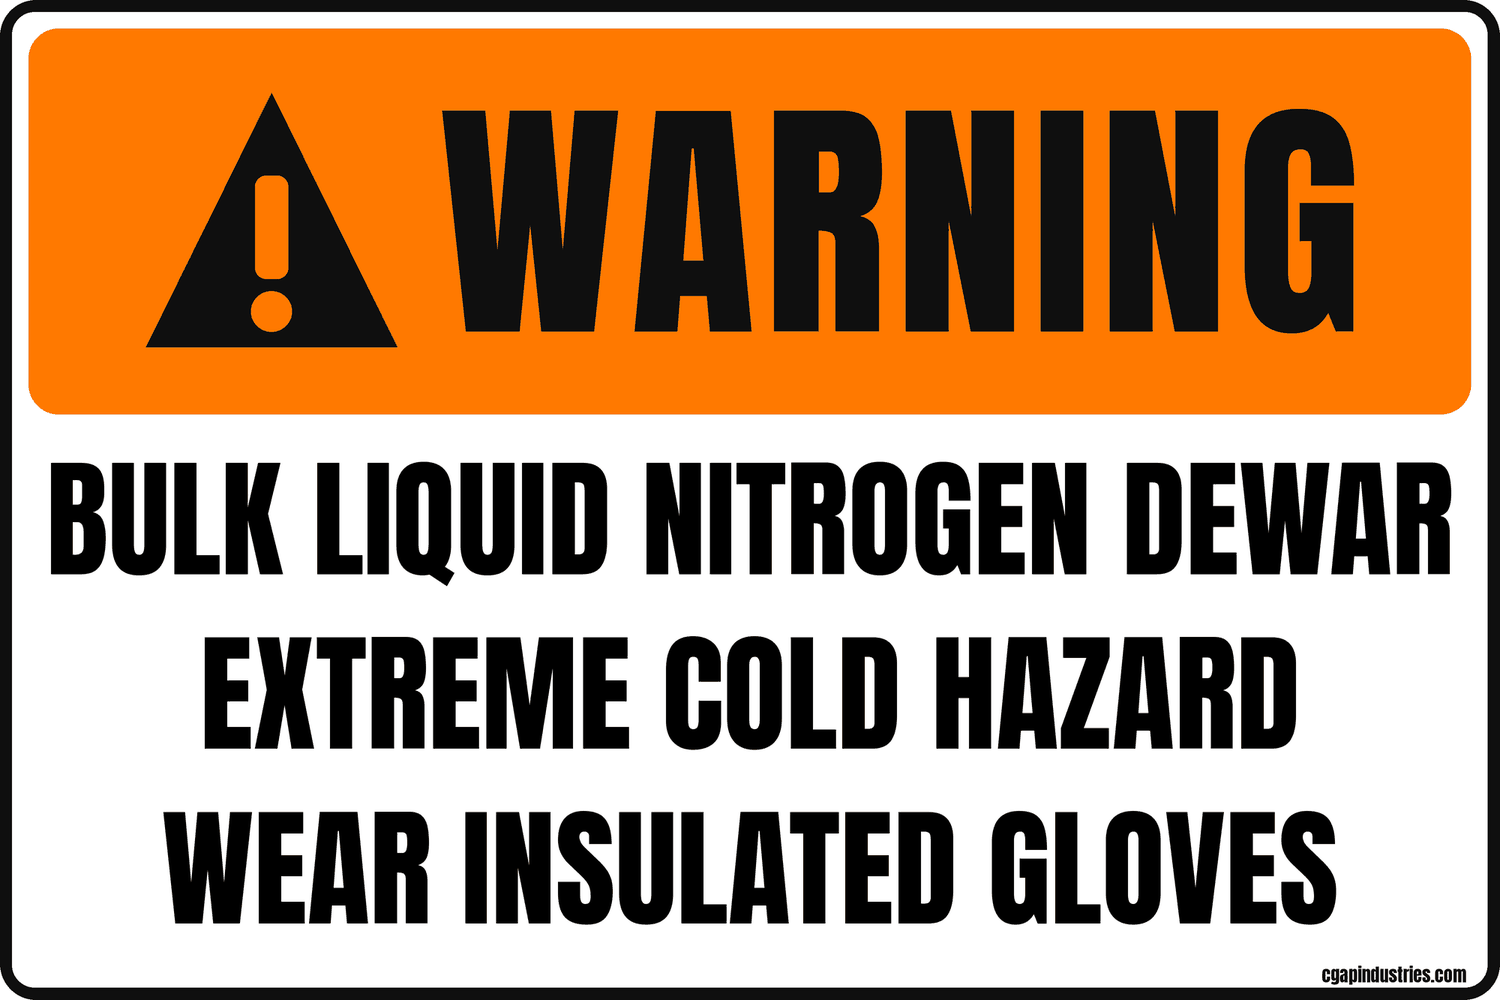 WARNING
BULK LIQUID NITROGEN DEWAR
EXTREME COLD HAZARD
WEAR INSULATED GLOVES
cgapindustries.com